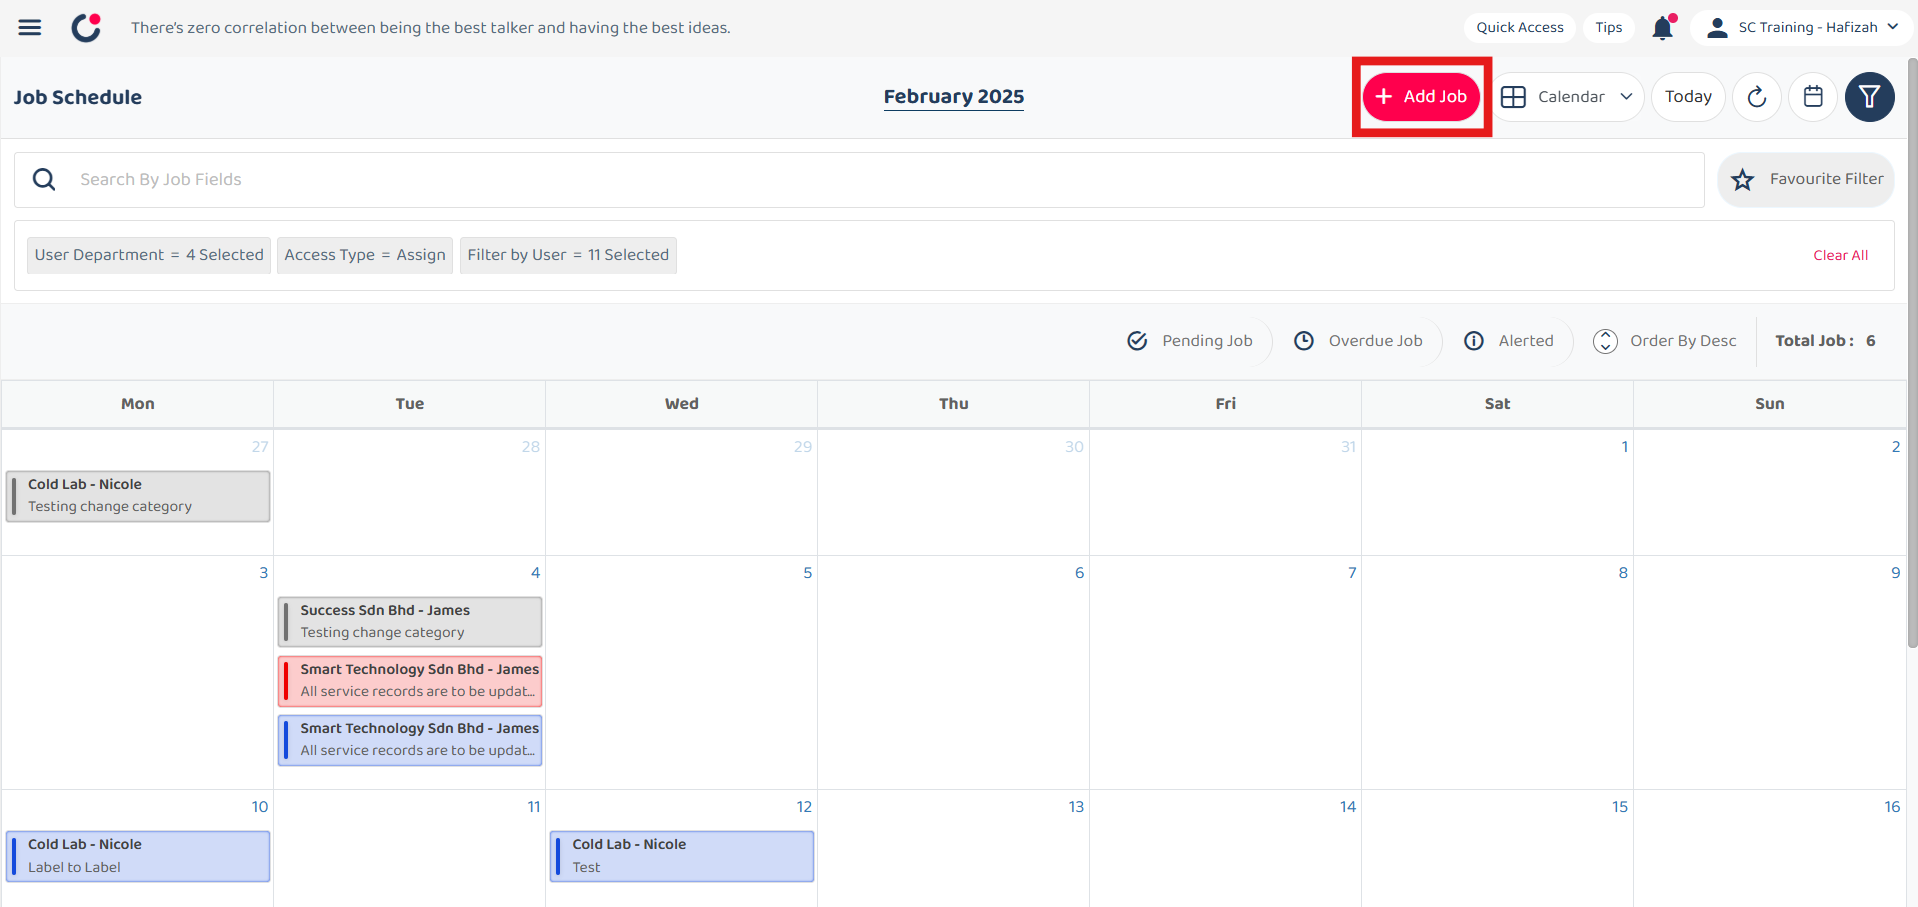 There's zero correlation between being the best talker and having the best ideas.
Quick Access
Tips
SC Training - Hafizah
Job Schedule
February 2025
+ Add Job
Calendar
Today
Search By Job Fields
Favourite Filter
User Department = 4 Selected
Access Type = Assign
Filter by User = 11 Selected
Clear All
Pending Job
Overdue Job
Alerted
Order By Desc
Total Job : 6
Mon Tue Wed Thu Fri Sat Sun
27 28 29 30 31 1 2
Cold Lab - Nicole
Testing change category
3 4 5 6 7 8 9
Success Sdn Bhd - James
Testing change category
Smart Technology Sdn Bhd - James
All service records are to be updat...
Smart Technology Sdn Bhd - James
All service records are to be updat...
10 11 12 13 14 15 16
Cold Lab - Nicole
Label to Label
Cold Lab - Nicole
Test